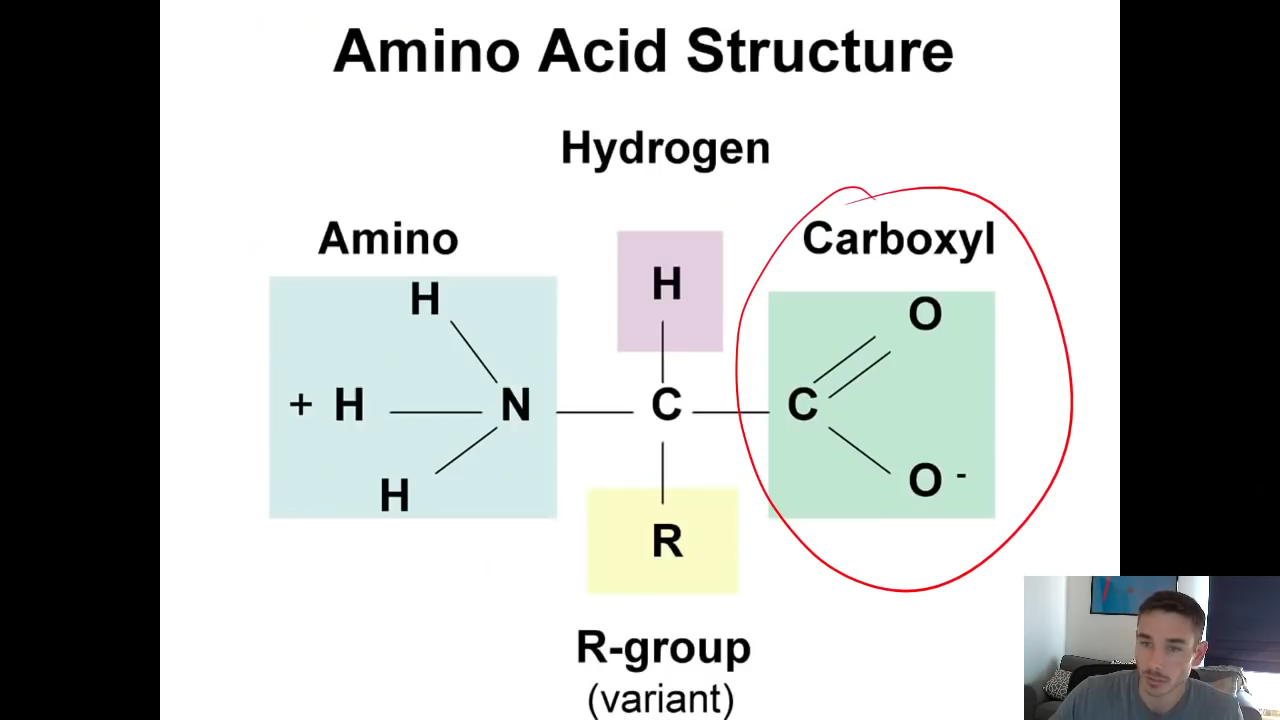 Amino Acid Structure
Hydrogen
Amino
Carboxyl
H
H
O
+ H
N
C
C
H
O -
R
R-group
(variant)